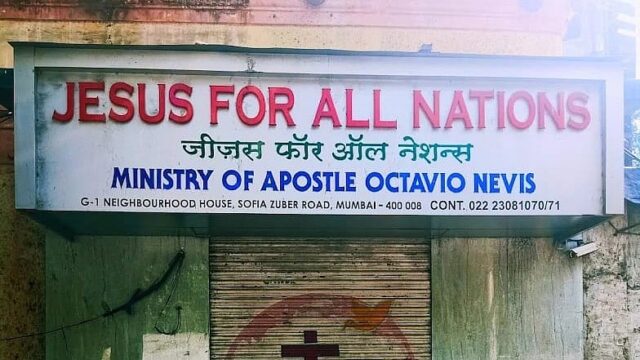 JESUS FOR ALL NATIONS
जीज़स फॉर ऑल नेशन्स
MINISTRY OF APOSTLE OCTAVIO NEVIS
G-1 NEIGHBOURHOOD HOUSE, SOFIA ZUBER ROAD, MUMBAI - 400 008 CONT. 022 23081070/71